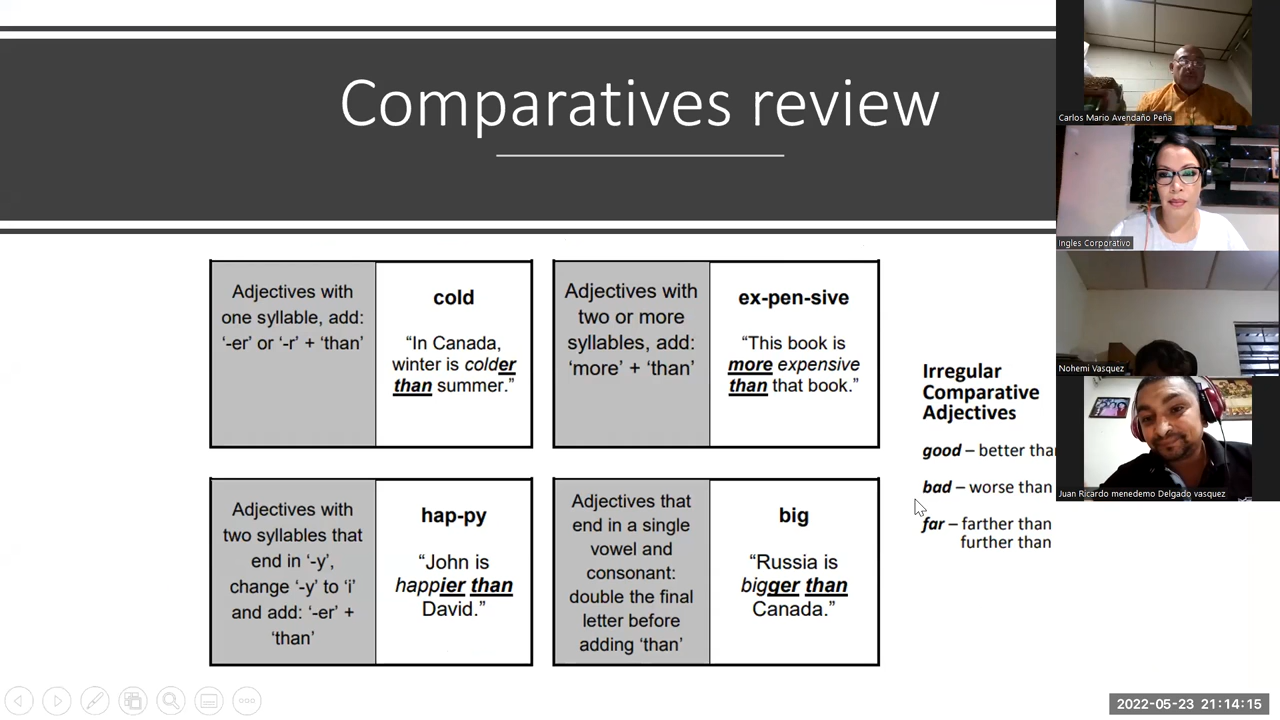 Comparatives review
Adjectives with
one syllable, add:
‘-er’ or ‘-r’ + ‘than’
cold
“In Canada,
winter is colder
than summer.”
Adjectives with
two or more
syllables, add:
‘more’ + ‘than’
ex-pen-sive
“This book is
more expensive
than that book.”
Adjectives with
two syllables that
end in ‘-y’,
change ‘-y’ to ‘i’
and add: ‘-er’ +
‘than’
hap-py
“John is
happier than
David.”
Adjectives that
end in a single
vowel and
consonant:
double the final
letter before
adding ‘than’
big
“Russia is
bigger than
Canada.”
Irregular
Comparative
Adjectives
good – better than
bad – worse than
far – farther than
further than
Carlos Mario Avendaño Peña
Ingles Corporativo
Nohemi Vasquez
Juan Ricardo menedemo Delgado vasquez
2022-05-23 21:14:15